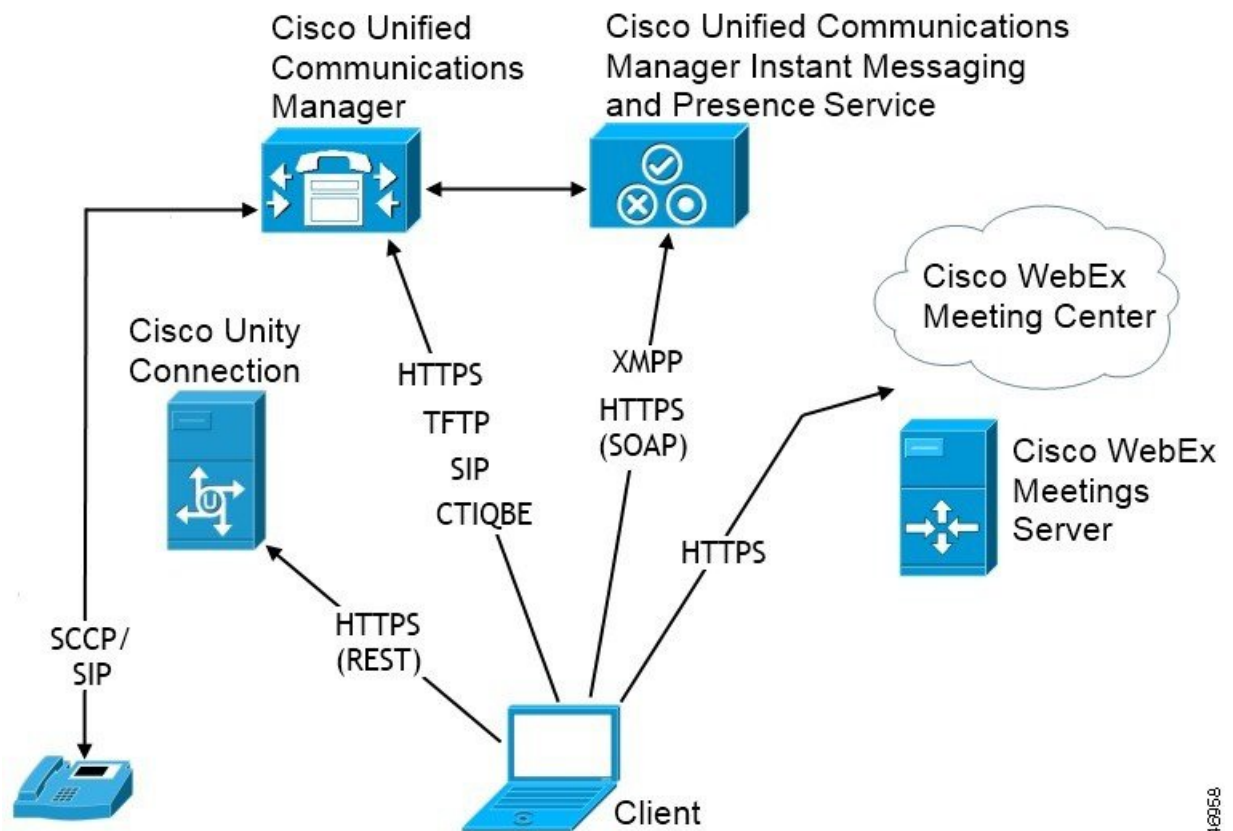 Cisco Unified
Communications
Manager
Cisco Unified Communications
Manager Instant Messaging
and Presence Service
Cisco WebEx
Meeting Center
Cisco Unity
Connection
HTTPS
TFTP
SIP
CTIQBE
XMPP
HTTPS
(SOAP)
Cisco WebEx
Meetings
Server
HTTPS
U
SCCP/
SIP
HTTPS
(REST)
Client